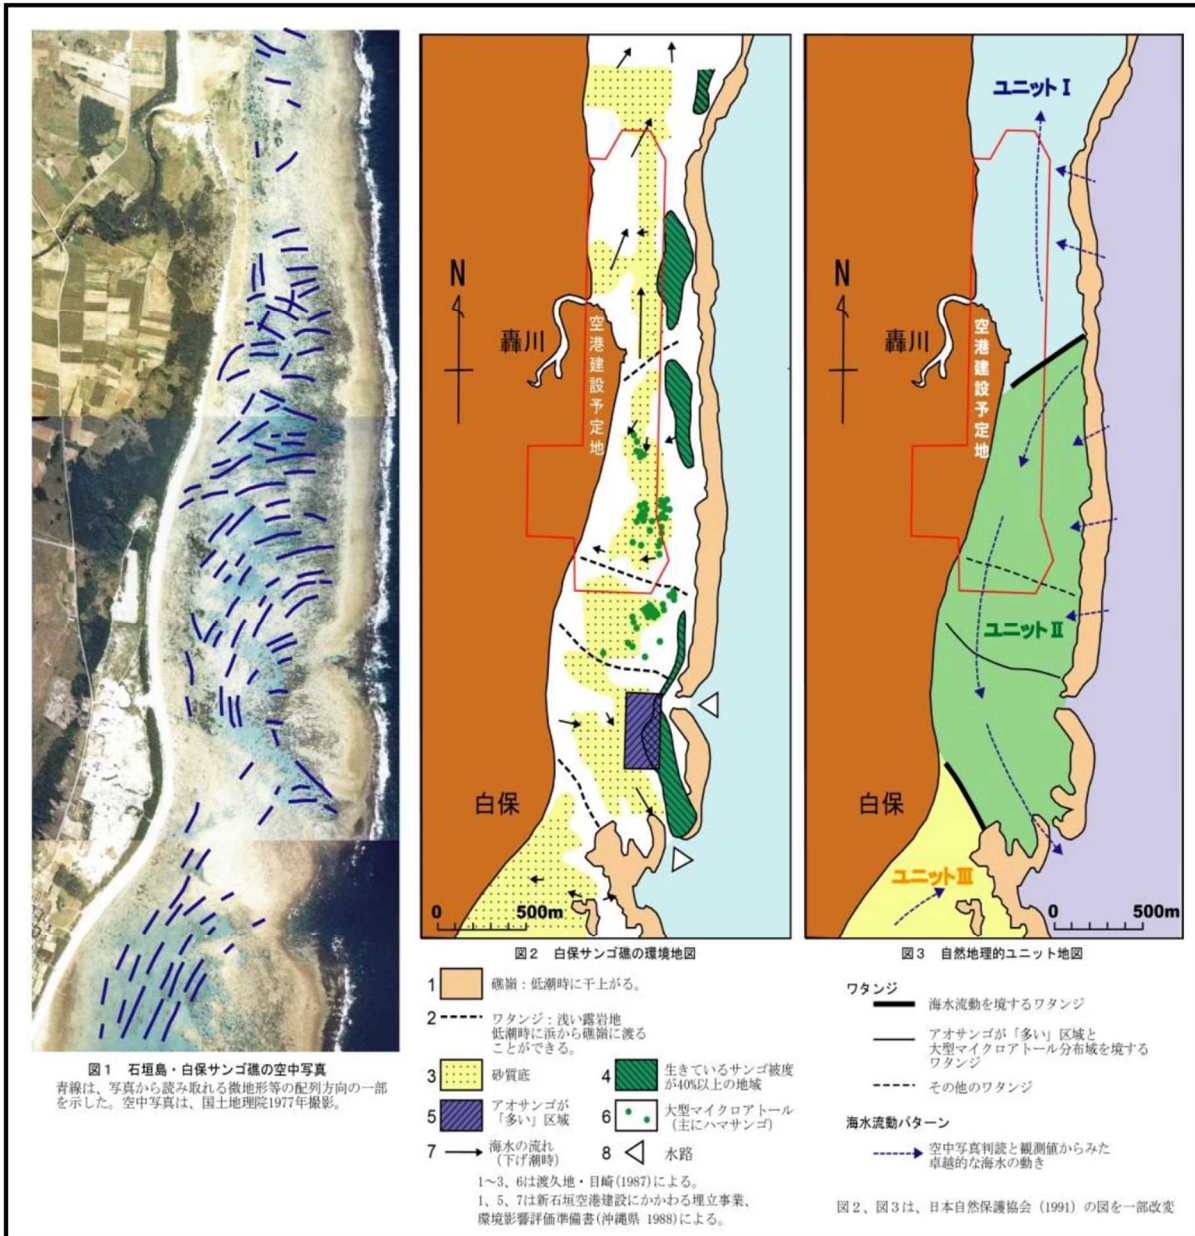 図1 石垣島・白保サンゴ礁の空中写真
青線は、写真から読み取れる微地形等の配列方向の一部
を示した。空中写真は、国土地理院1977年撮影。
N
轟川
空港建設予定地
白保
0 500m
図2 白保サンゴ礁の環境地図
1 礁嶺：低潮時に干上がる。
2 ワタンジ：浅い露岩地
低潮時に浜から礁嶺に渡る
ことができる。
3 砂質底
4 生きているサンゴ被度
が40%以上の地域
5 アオサンゴが
「多い」区域
6 大型マイクロアトール
(主にハマサンゴ)
7 海水の流れ
(下げ潮時)
8 水路
1～3、6は渡久地・目崎(1987)による。
1、5、7は新石垣空港建設にかかわる埋立事業、
環境影響評価準備書(沖縄県 1988)による。
ユニットⅠ
N
轟川
空港建設予定地
ユニットⅡ
白保
ユニットⅢ
0 500m
図3 自然地理的ユニット地図
ワタンジ
海水流動を境するワタンジ
アオサンゴが「多い」区域と
大型マイクロアトール分布域を境する
ワタンジ
その他のワタンジ
海水流動パターン
空中写真判読と観測値からみた
卓越的な海水の動き
図2、図3は、日本自然保護協会（1991）の図を一部改変